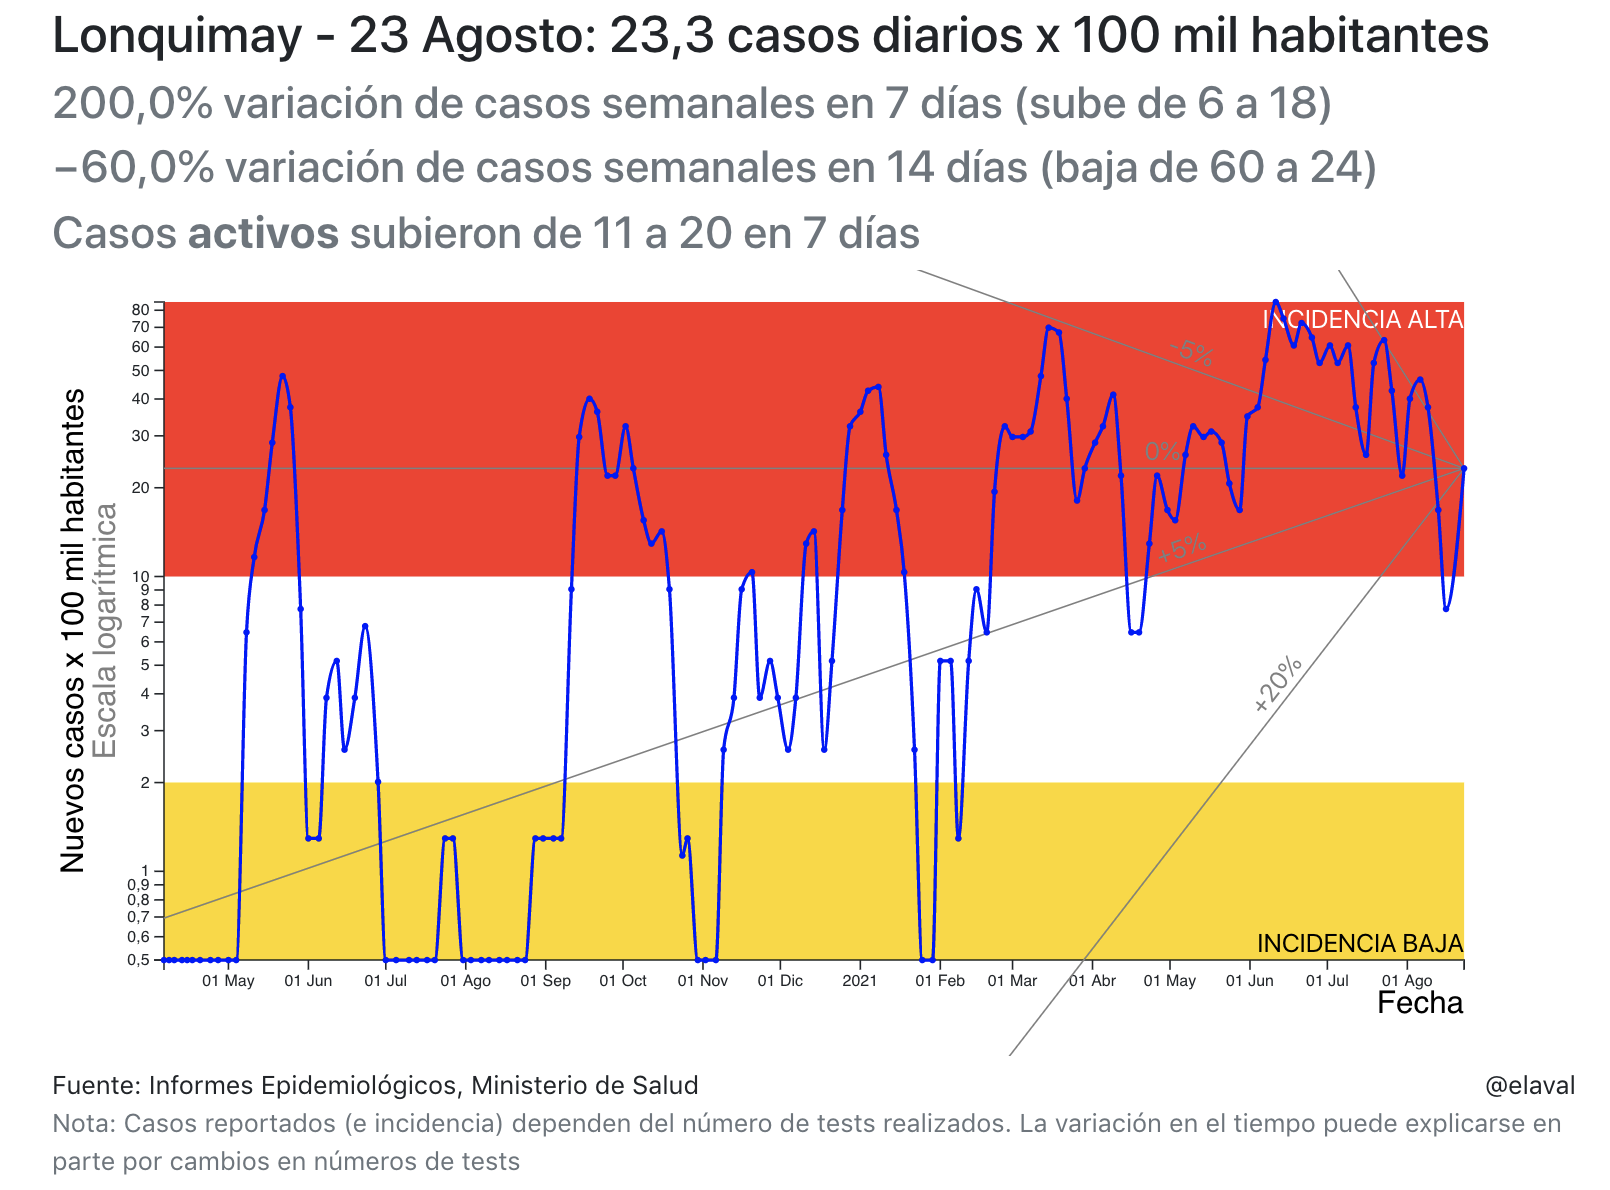 Lonquimay - 23 Agosto: 23,3 casos diarios x 100 mil habitantes
200,0% variación de casos semanales en 7 días (sube de 6 a 18)
−60,0% variación de casos semanales en 14 días (baja de 60 a 24)
Casos activos subieron de 11 a 20 en 7 días
Nuevos casos x 100 mil habitantes
Escala logarítmica
80
70
60
50
40
30
20
10
9
8
7
6
5
4
3
2
1
0,9
0,8
0,7
0,6
0,5
INCIDENCIA ALTA
-5%
0%
+5%
+20%
INCIDENCIA BAJA
01 May 01 Jun 01 Jul 01 Ago 01 Sep 01 Oct 01 Nov 01 Dic 2021 01 Feb 01 Mar 01 Abr 01 May 01 Jun 01 Jul 01 Ago
Fecha
Fuente: Informes Epidemiológicos, Ministerio de Salud @elaval
Nota: Casos reportados (e incidencia) dependen del número de tests realizados. La variación en el tiempo puede explicarse en
parte por cambios en números de tests